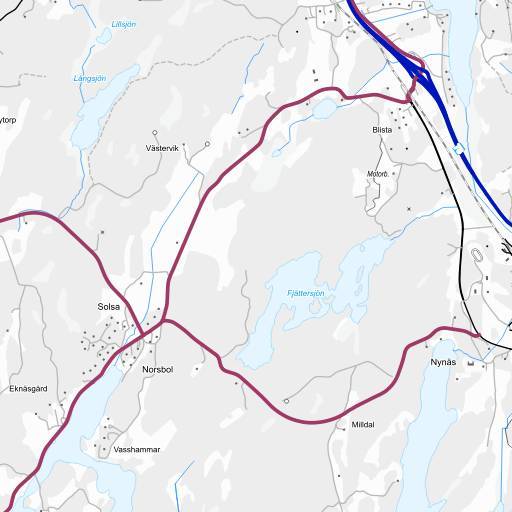 Lillsjön
Långsjön
ytorp
Västervik
Blista
Motorb.
Fjättersjön
Solsa
Norsbol
Eknäsgård
Nynäs
Milldal
Vasshammar